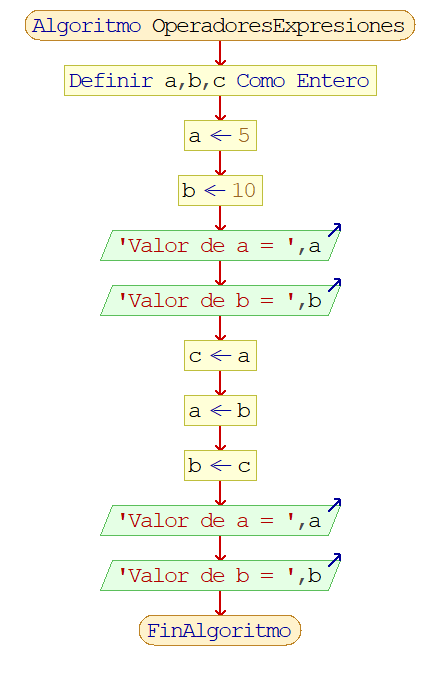 Algoritmo OperadoresExpresiones
Definir a,b,c Como Entero
a ← 5
b ← 10
'Valor de a = ',a
'Valor de b = ',b
c ← a
a ← b
b ← c
'Valor de a = ',a
'Valor de b = ',b
FinAlgoritmo